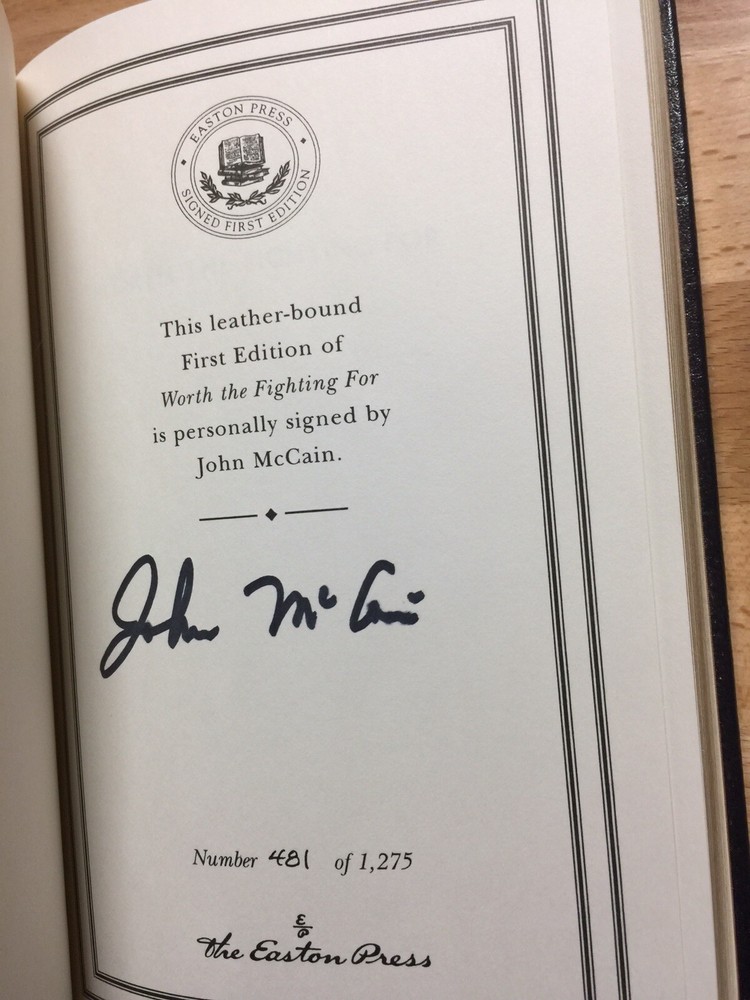 EASTON PRESS
SIGNED FIRST EDITION
This leather-bound
First Edition of
Worth the Fighting For
is personally signed by
John McCain.
John McCain
Number 481 of 1,275
E
P
The Easton Press